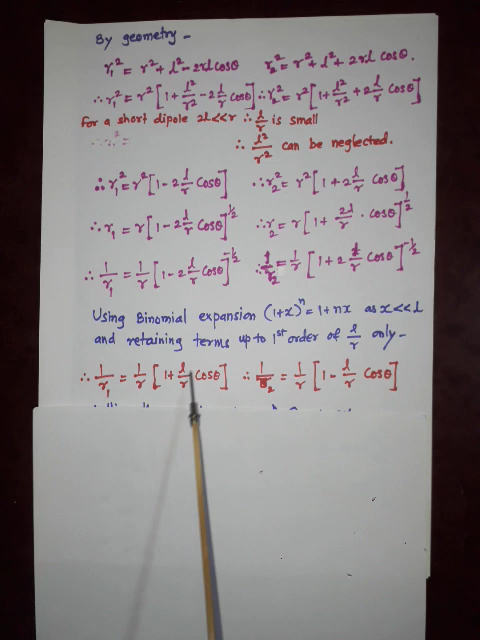 By geometry -
r₁² = r² + l² - 2rl cosθ r₂² = r² + l² + 2rl cosθ.
∴ r₁² = r² [1 + l²/r² - 2 l/r cosθ] ∴ r₂² = r² [1 + l²/r² + 2 l/r cosθ]
For a short dipole 2l << r ∴ l/r is small
∴ l²/r² can be neglected.
∴ r₁² = r² [1 - 2 l/r cosθ] ∴ r₂² = r² [1 + 2 l/r cosθ]
∴ r₁ = r [1 - 2 l/r cosθ]^1/2 ∴ r₂ = r [1 + 2l/r . cosθ]^1/2
∴ 1/r₁ = 1/r [1 - 2 l/r cosθ]^-1/2 ∴ 1/r₂ = 1/r [1 + 2 l/r cosθ]^-1/2
Using Binomial expansion (1+x)ⁿ = 1 + nx as x << 1
and retaining terms up to 1st order of l/r only -
∴ 1/r₁ = 1/r [1 + l/r cosθ] ∴ 1/r₂ = 1/r [1 - l/r cosθ]